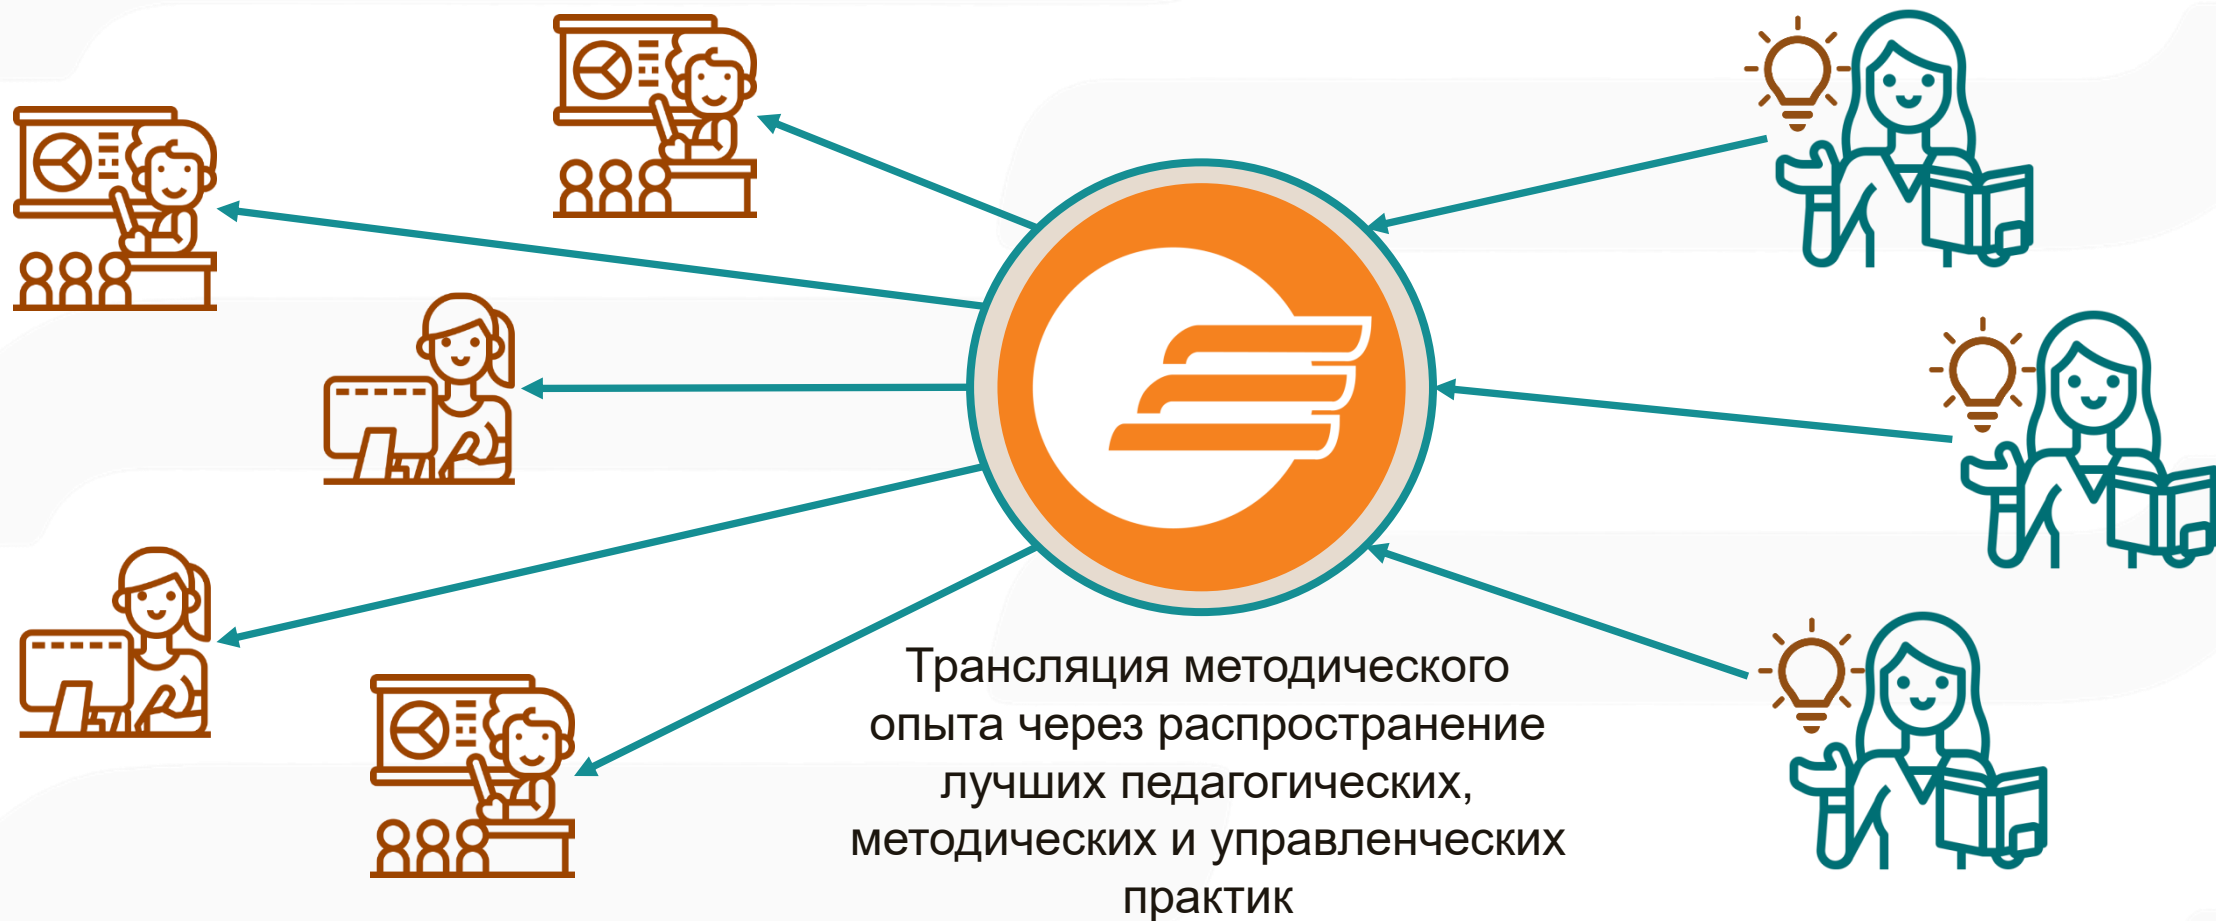 Трансляция методического
опыта через распространение
лучших педагогических,
методических и управленческих
практик